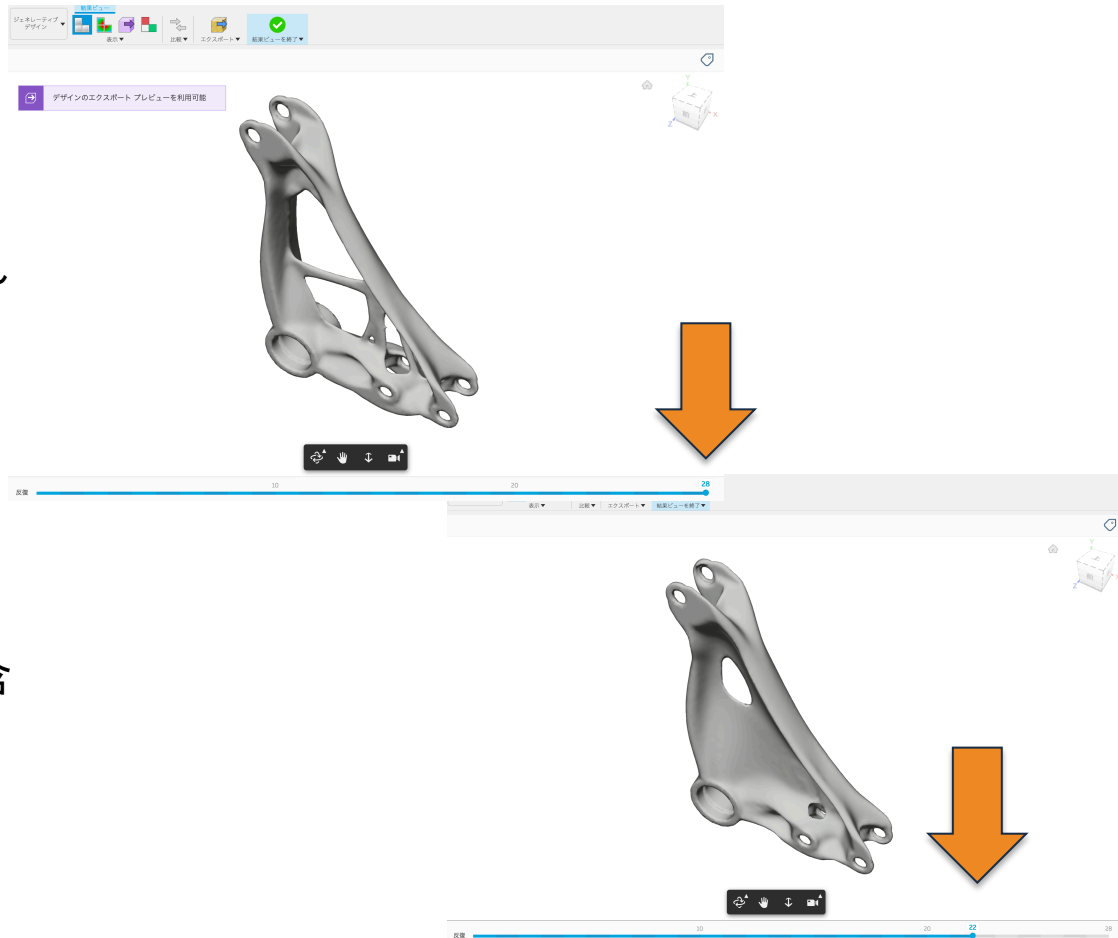 結果ビュー
ジェネレーティブ
デザイン
表示▼ 比較▼ エクスポート▼ 結果ビューを終了▼
デザインのエクスポート プレビューを利用可能
Y
X
Z
ん
10 20 28
反復
表示▼ 比較▼ エクスポート▼ 結果ビューを終了▼
Y
Z
含
10 20 22 28
反復